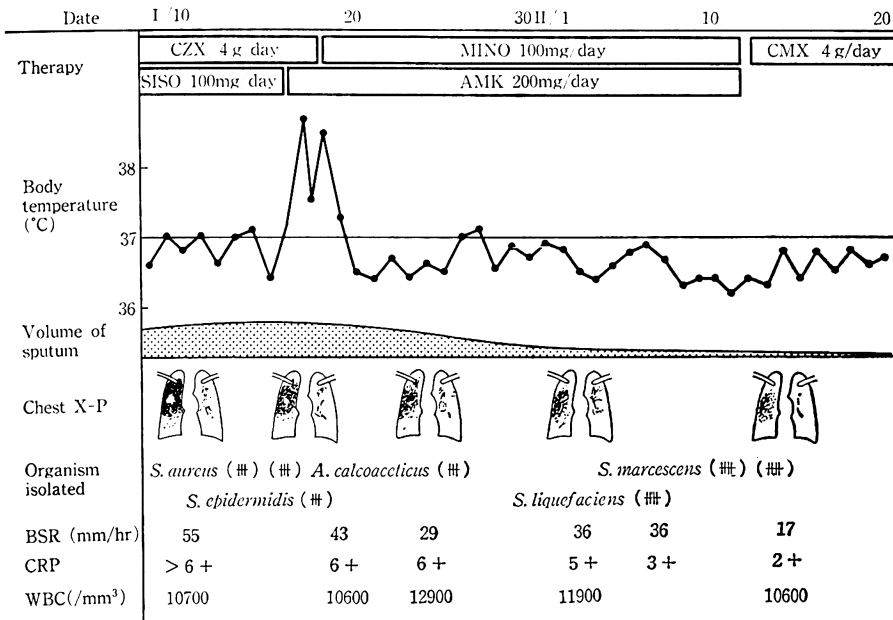 Date I/10 20 30 II/1 10 20
Therapy
CZX 4 g day MINO 100mg/day CMX 4 g/day
SISO 100mg day AMK 200mg/day
Body temperature (°C)
38
37
36
Volume of sputum
Chest X-P
Organism isolated
S. aurcus (卅) (卅) A. calcoaccticus (卅) S. marcescens (卌) (卌)
S. epidermidis (卅) S. liquefaciens (卌)
BSR (mm/hr) 55 43 29 36 36 17
CRP >6+ 6+ 6+ 5+ 3+ 2+
WBC(/mm³) 10700 10600 12900 11900 10600